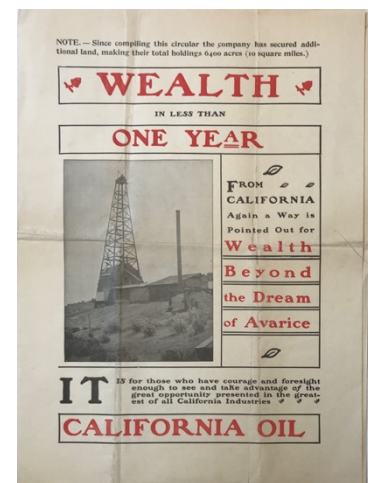 NOTE. — Since compiling this circular the company has secured addi-
tional land, making their total holdings 6400 acres (10 square miles.)
WEALTH
IN LESS THAN
ONE YEAR
FROM
CALIFORNIA
Again a Way is
Pointed Out for
Wealth
Beyond
the Dream
of Avarice
IT IS for those who have courage and foresight
enough to see and take advantage of the
great opportunity presented in the great-
est of all California Industries
CALIFORNIA OIL